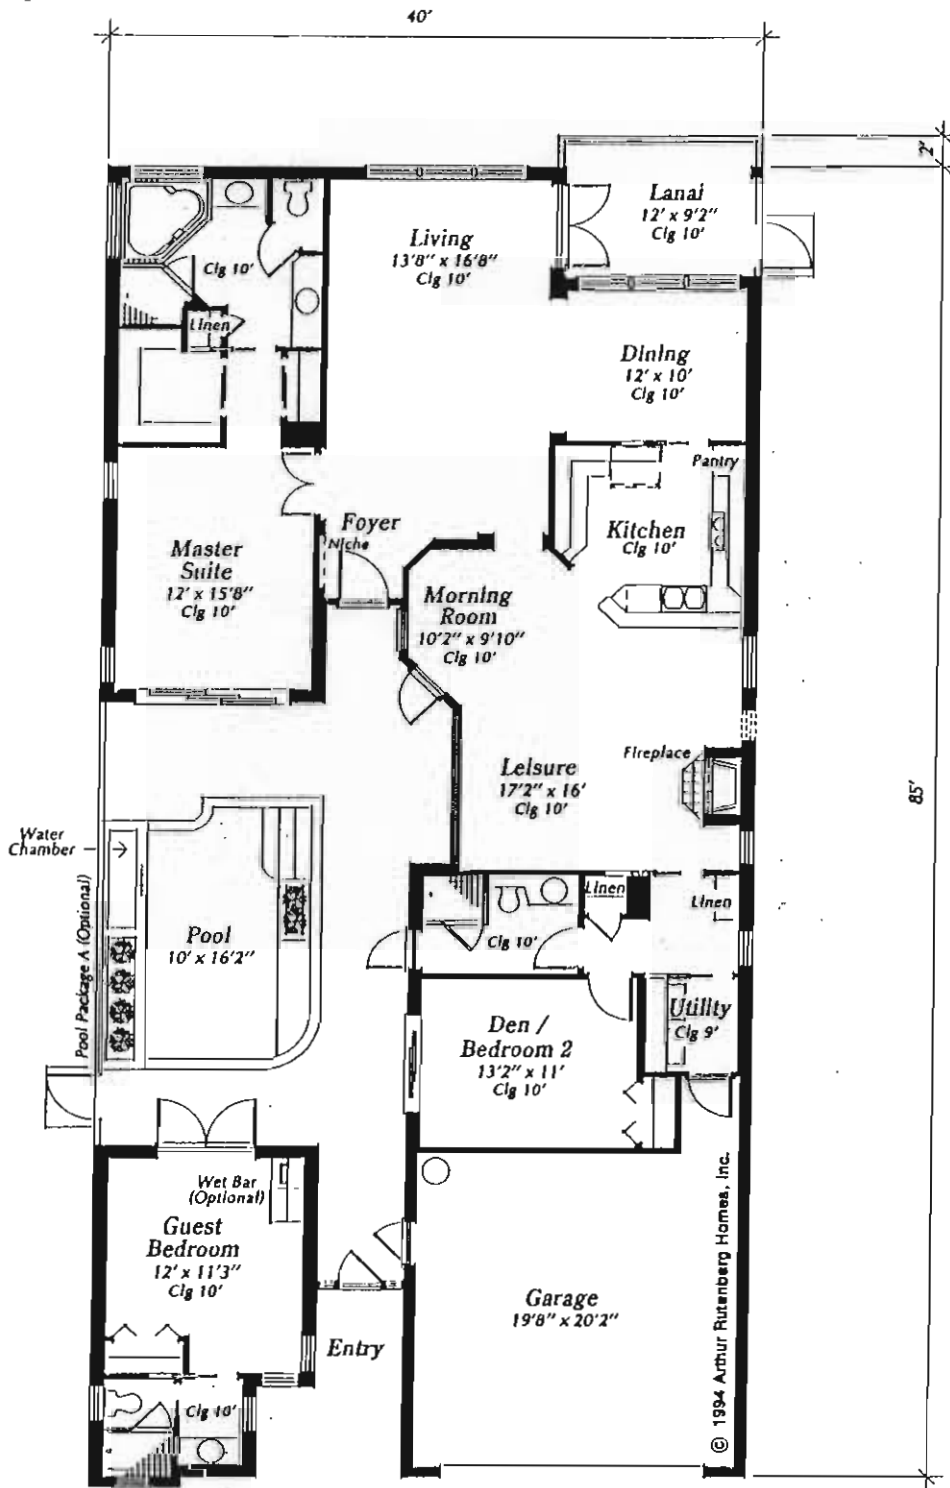 40'
2'
Lanai
12' x 9'2"
Clg 10'
Living
13'8" x 16'8"
Clg 10'
Clg 10'
Linen
Dining
12' x 10'
Clg 10'
Pantry
Kitchen
Clg 10'
Foyer
Niche
Master
Suite
12' x 15'8"
Clg 10'
Morning
Room
10'2" x 9'10"
Clg 10'
Fireplace
Leisure
17'2" x 16'
Clg 10'
85'
Water
Chamber
Pool Package A (Optional)
Pool
10' x 16'2"
Linen
Linen
Clg 10'
Utility
Clg 9'
Den /
Bedroom 2
13'2" x 11'
Clg 10'
Wet Bar
(Optional)
Guest
Bedroom
12' x 11'3"
Clg 10'
Garage
19'8" x 20'2"
Entry
Clg 10'
© 1994 Arthur Rutenberg Homes, Inc.